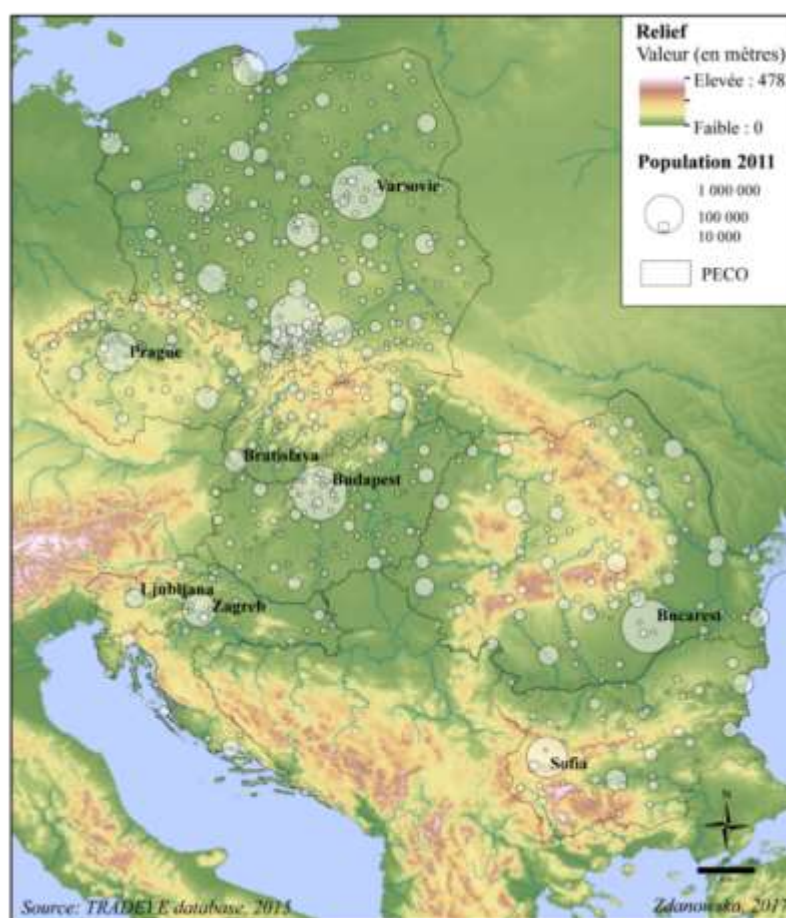 Relief
Valeur (en mètres)
Elevée : 478
Faible : 0
Population 2011
1 000 000
100 000
10 000
PECO
Varsovie
Prague
Bratislava
Budapest
Ljubljana
Zagreb
Bucarest
Sofia
N
Source: TRADEVE database, 2015
Zdanowska, 2017